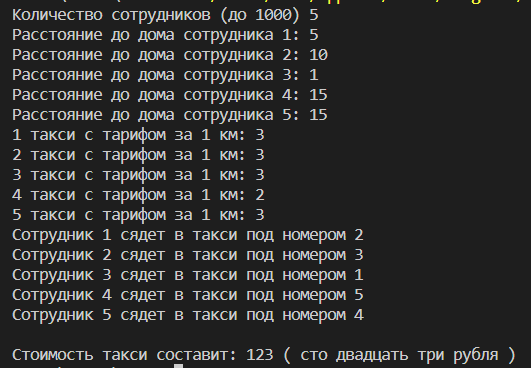 Количество сотрудников (до 1000) 5
Расстояние до дома сотрудника 1: 5
Расстояние до дома сотрудника 2: 10
Расстояние до дома сотрудника 3: 1
Расстояние до дома сотрудника 4: 15
Расстояние до дома сотрудника 5: 15
1 такси с тарифом за 1 км: 3
2 такси с тарифом за 1 км: 3
3 такси с тарифом за 1 км: 3
4 такси с тарифом за 1 км: 2
5 такси с тарифом за 1 км: 3
Сотрудник 1 сядет в такси под номером 2
Сотрудник 2 сядет в такси под номером 3
Сотрудник 3 сядет в такси под номером 1
Сотрудник 4 сядет в такси под номером 5
Сотрудник 5 сядет в такси под номером 4
Стоимость такси составит: 123 ( сто двадцать три рубля )